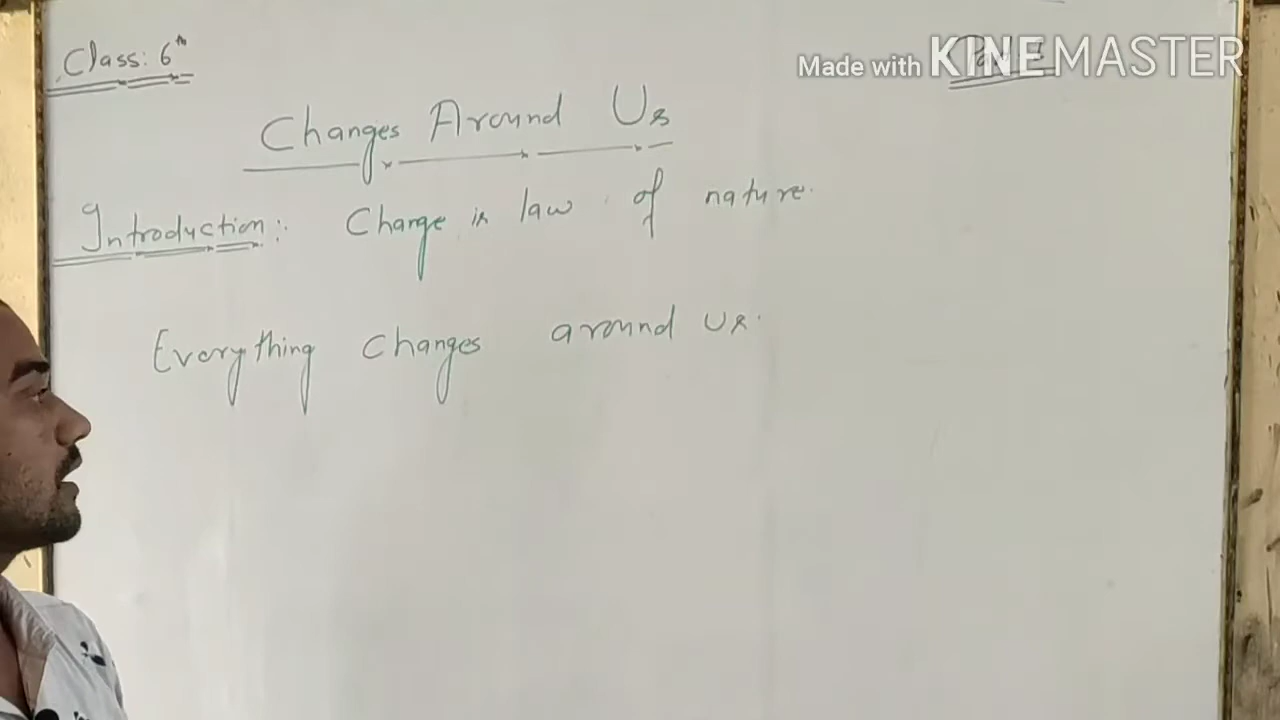 Class: 6th
Made with KINEMASTER
Changes Around Us
Introduction: Change is law of nature.
Everything changes around us.